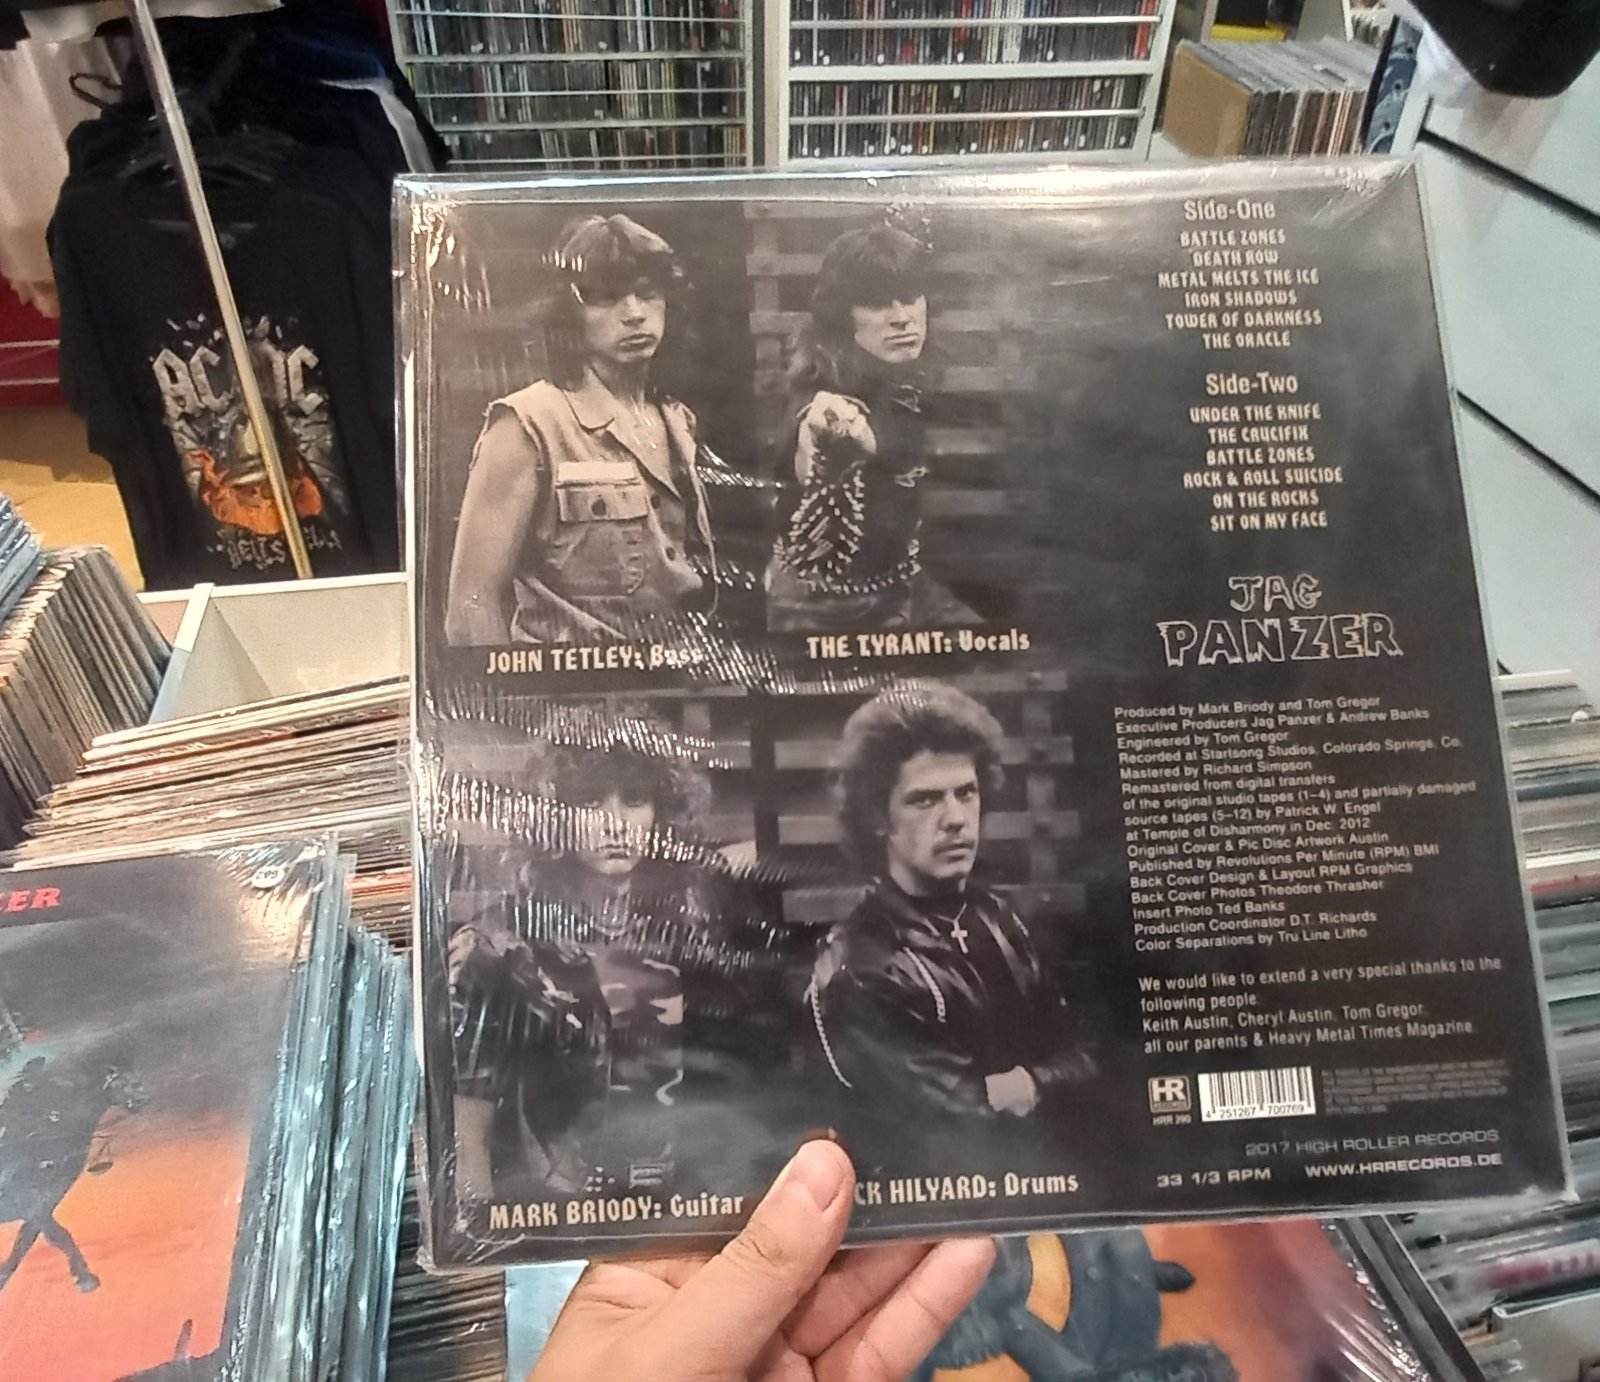 Side-One
BATTLE ZONES
DEATH ROW
METAL MELTS THE ICE
IRON SHADOWS
TOWER OF DARKNESS
THE ORACLE
Side-Two
UNDER THE KNIFE
THE CRUCIFIX
BATTLE ZONES
ROCK & ROLL SUICIDE
ON THE ROCKS
SIT ON MY FACE
JAG
PANZER
JOHN TETLEY: Bass
THE TYRANT: Vocals
MARK BRIODY: Guitar
CK HILYARD: Drums
Produced by Mark Briody and Tom Gregor
Executive Producers Jag Panzer & Andrew Banks
Engineered by Tom Gregor
Recorded at Startsong Studios, Colorado Springs, Co.
Mastered by Richard Simpson
Remastered from digital transfers
of the original studio tapes (1–4) and partially damaged
source tapes (5–12) by Patrick W. Engel
at Temple of Disharmony in Dec. 2012
Original Cover & Pic Disc Artwork Austin
Published by Revolutions Per Minute (RPM) BMI
Back Cover Design & Layout RPM Graphics
Back Cover Photos Theodore Thrasher
Insert Photo Ted Banks
Production Coordinator D.T. Richards
Color Separations by Tru Line Litho
We would like to extend a very special thanks to the
following people.
Keith Austin, Cheryl Austin, Tom Gregor,
all our parents & Heavy Metal Times Magazine.
HR
RECORDS
HRR 290
4 251267 700769
2017 HIGH ROLLER RECORDS
33 1/3 RPM WWW.HRRECORDS.DE
AC DC
HELLS
ZER